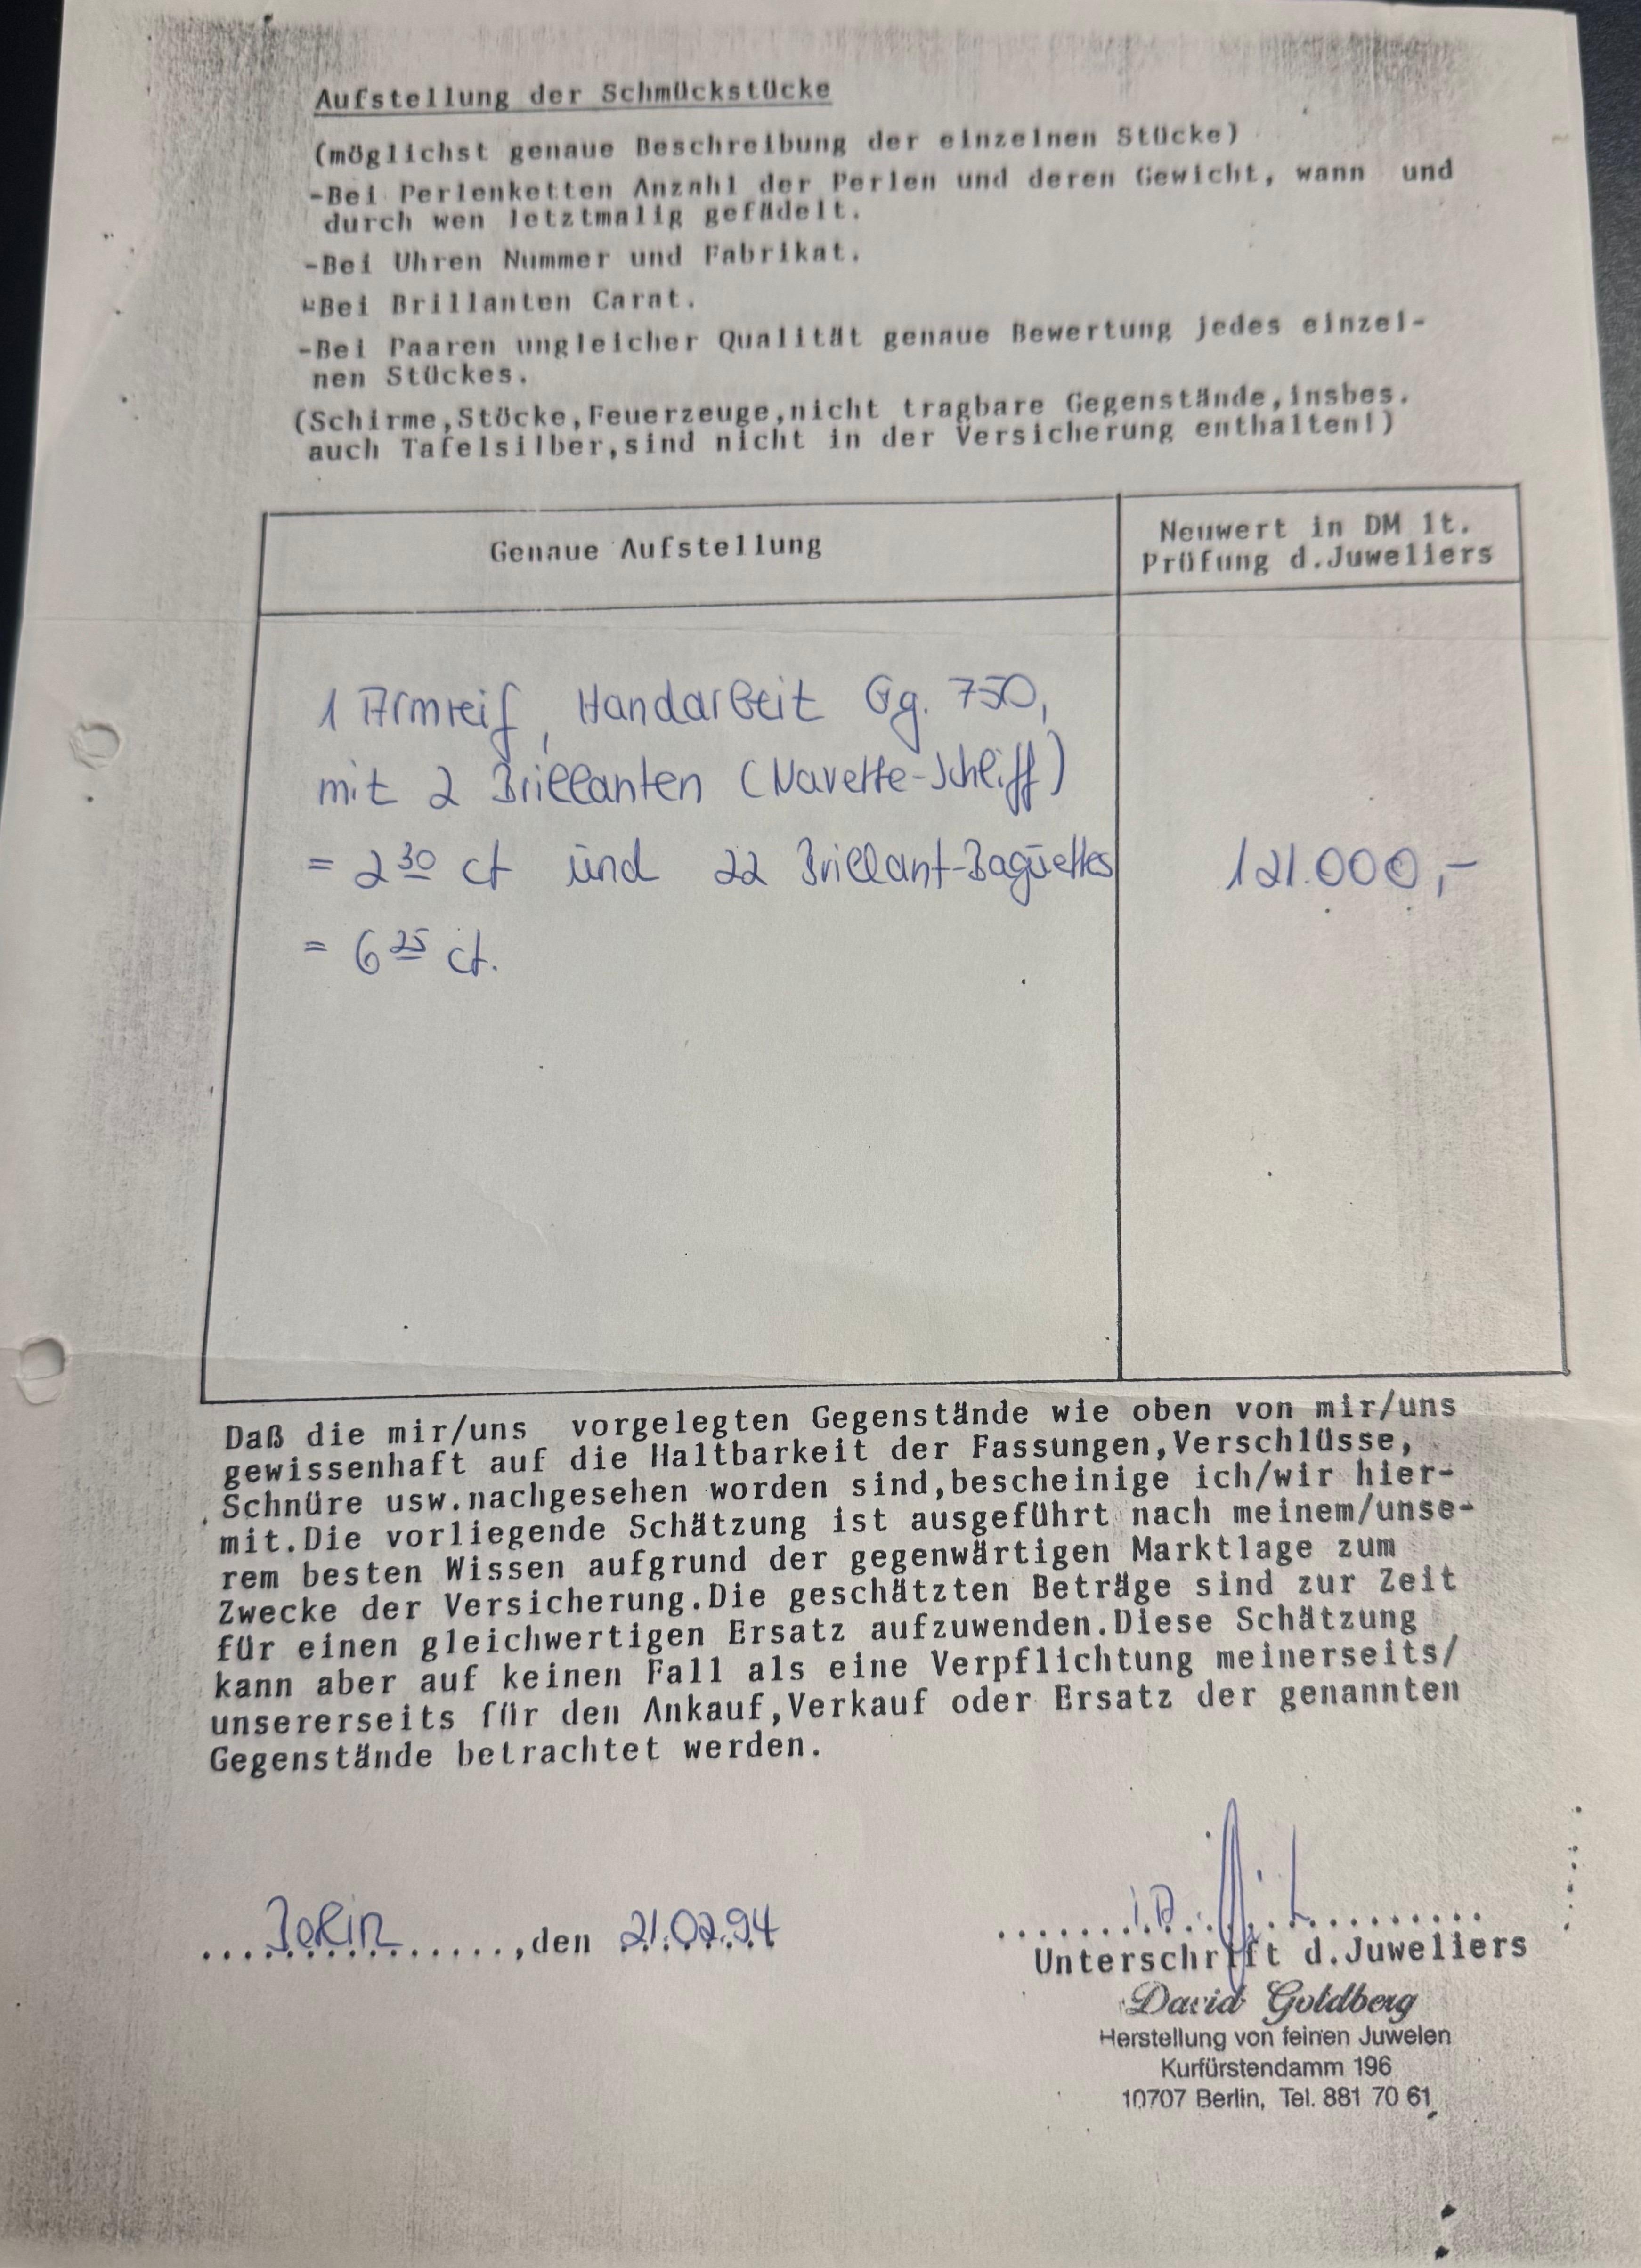 Aufstellung der Schmückstücke
(möglichst genaue Beschreibung der einzelnen Stücke)
-Bei Perlenketten Anzahl der Perlen und deren Gewicht, wann und
durch wen letztmalig gefädelt.
-Bei Uhren Nummer und Fabrikat.
-Bei Brillanten Carat.
-Bei Paaren ungleicher Qualität genaue Bewertung jedes einzel-
nen Stückes.
(Schirme,Stöcke,Feuerzeuge,nicht tragbare Gegenstände,insbes.
auch Tafelsilber,sind nicht in der Versicherung enthalten!)
Genaue Aufstellung
Neuwert in DM lt.
Prüfung d.Juweliers
1 Armreif, Handarbeit Gg. 750,
mit 2 Brillanten (Navette-Schliff)
= 2 30 ct und 22 Brillant-Baguettes
121.000,-
= 6 25 ct.
Daß die mir/uns vorgelegten Gegenstände wie oben von mir/uns
gewissenhaft auf die Haltbarkeit der Fassungen,Verschlüsse,
Schnüre usw.nachgesehen worden sind,bescheinige ich/wir hier-
mit.Die vorliegende Schätzung ist ausgeführt nach meinem/unse-
rem besten Wissen aufgrund der gegenwärtigen Marktlage zum
Zwecke der Versicherung.Die geschätzten Beträge sind zur Zeit
für einen gleichwertigen Ersatz aufzuwenden.Diese Schätzung
kann aber auf keinen Fall als eine Verpflichtung meinerseits/
unsererseits für den Ankauf,Verkauf oder Ersatz der genannten
Gegenstände betrachtet werden.
Berlin, den 21.02.94
Unterschrift d.Juweliers
David Goldberg
Herstellung von feinen Juwelen
Kurfürstendamm 196
10707 Berlin, Tel. 881 70 61